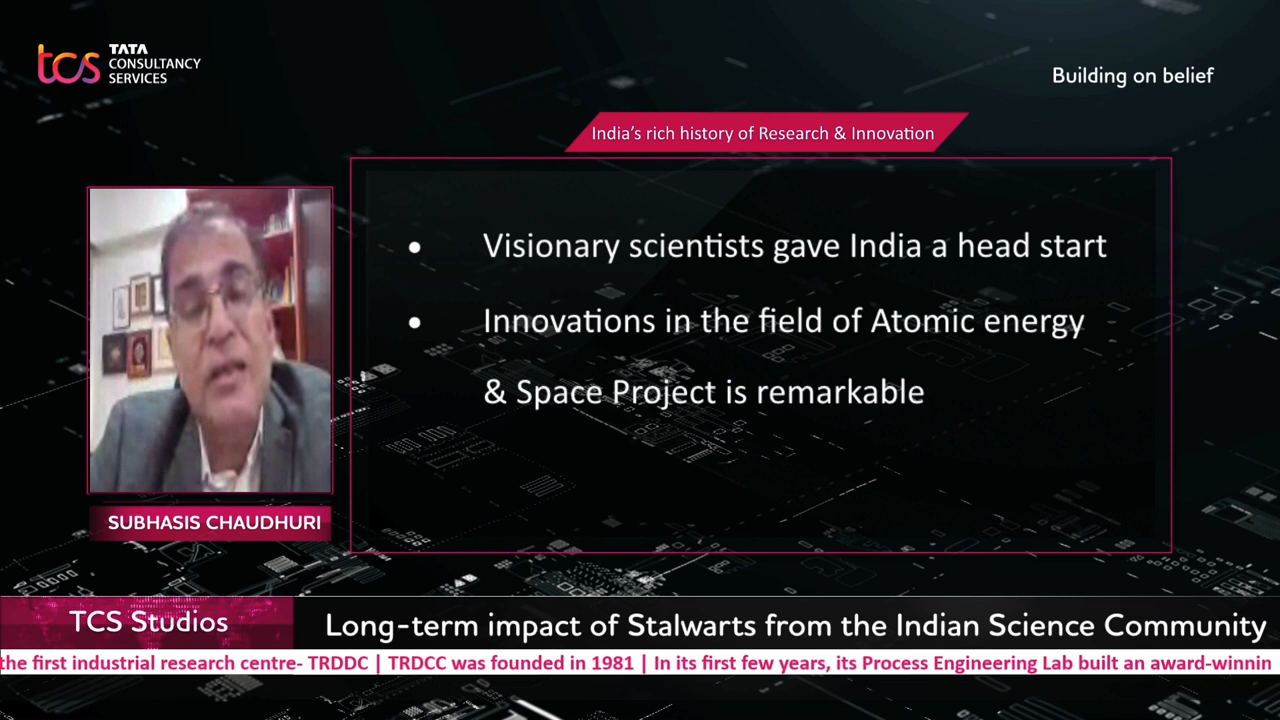 tcs TATA
CONSULTANCY
SERVICES
Building on belief
India's rich history of Research & Innovation
• Visionary scientists gave India a head start
• Innovations in the field of Atomic energy
& Space Project is remarkable
SUBHASIS CHAUDHURI
TCS Studios
Long-term impact of Stalwarts from the Indian Science Community
the first industrial research centre- TRDDC | TRDCC was founded in 1981 | In its first few years, its Process Engineering Lab built an award-winnin